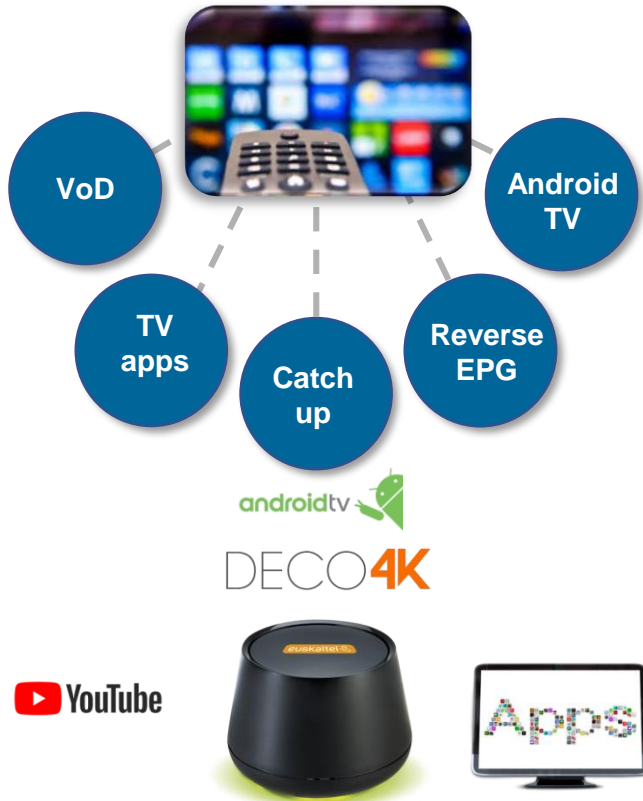 VoD
Android
TV
TV
apps
Catch
up
Reverse
EPG
androidtv
DECO4K
euskaltel
YouTube
Apps